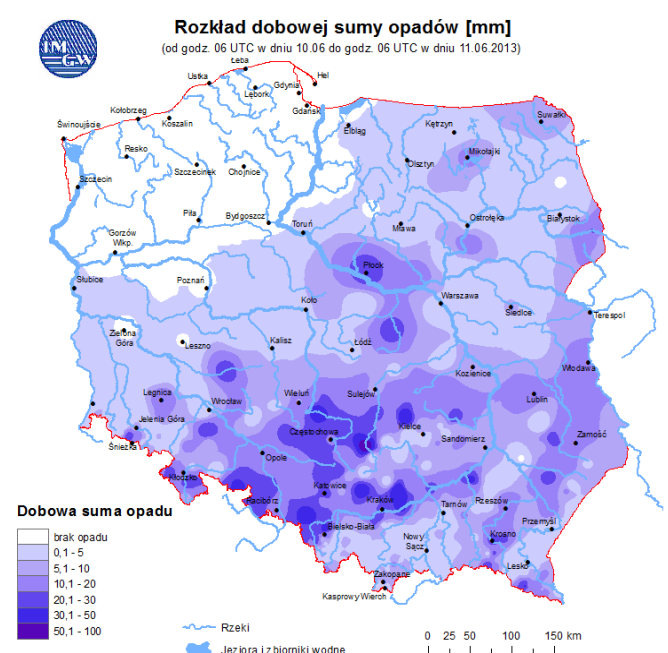 Rozkład dobowej sumy opadów [mm]
(od godz. 06 UTC w dniu 10.06 do godz. 06 UTC w dniu 11.06.2013)
IM
GW
Łeba
Ustka
Hel
Gdynia
Lębork
Gdańsk
Kołobrzeg
Koszalin
Świnoujście
Elbląg
Kętrzyn
Suwałki
Resko
Mikołajki
Olsztyn
Szczecin
Szczecinek
Chojnice
Piła
Bydgoszcz
Toruń
Mława
Ostrołęka
Białystok
Gorzów
Wlkp.
Płock
Słubice
Poznań
Koło
Warszawa
Siedlce
Terespol
Zielona
Góra
Leszno
Kalisz
Łódź
Kozienice
Włodawa
Legnica
Wrocław
Wieluń
Sulejów
Lublin
Jelenia Góra
Częstochowa
Kielce
Sandomierz
Zamość
Śnieżka
Opole
Kłodzko
Katowice
Racibórz
Kraków
Tarnów
Rzeszów
Przemyśl
Bielsko-Biała
Nowy
Sącz
Krosno
Lesko
Zakopane
Kasprowy Wierch
Dobowa suma opadu
brak opadu
0,1 - 5
5,1 - 10
10,1 - 20
20,1 - 30
30,1 - 50
50,1 - 100
Rzeki
Jeziora i zbiorniki wodne
0 25 50 100 150 km